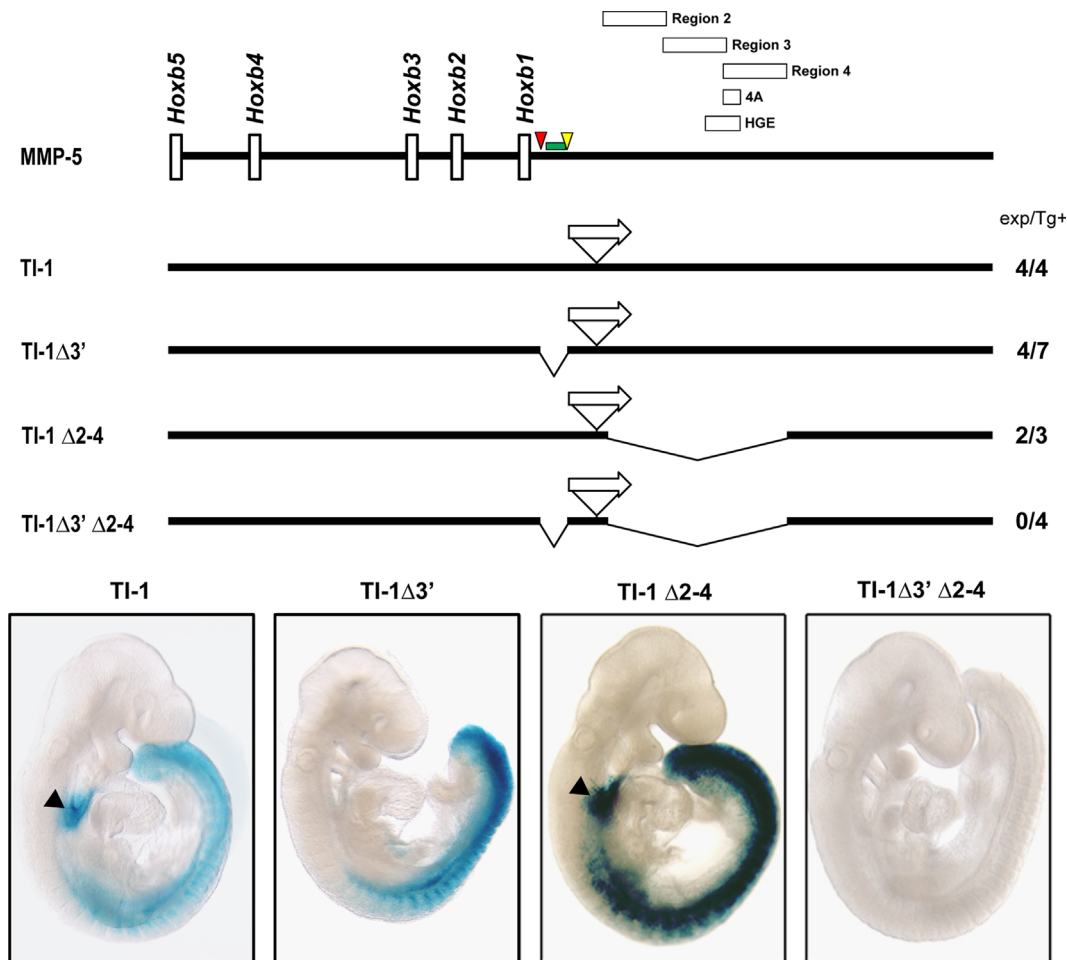 Region 2
Region 3
Region 4
4A
HGE
Hoxb5 Hoxb4 Hoxb3 Hoxb2 Hoxb1
MMP-5
exp/Tg+
TI-1 4/4
TI-1Δ3' 4/7
TI-1 Δ2-4 2/3
TI-1Δ3' Δ2-4 0/4
TI-1 TI-1Δ3' TI-1 Δ2-4 TI-1Δ3' Δ2-4